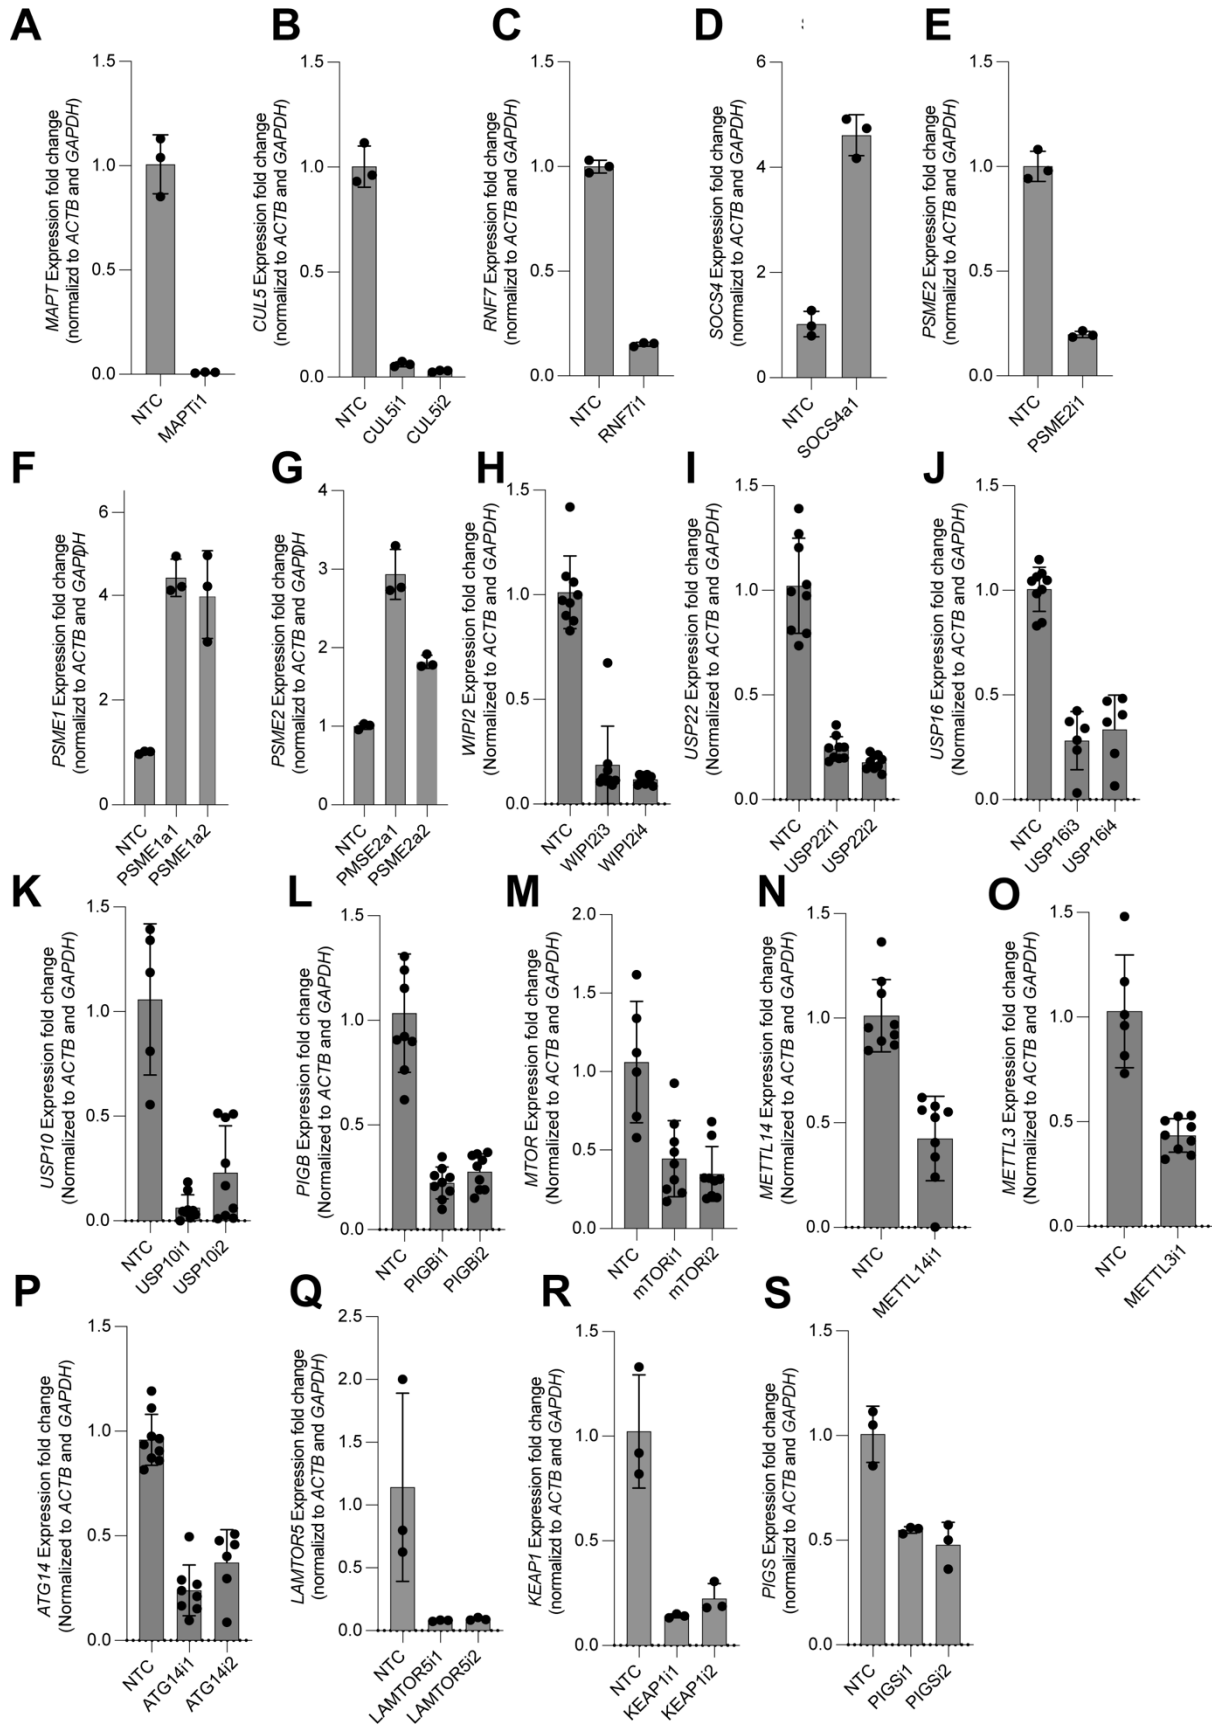 A
MAPT Expression fold change
(normalizd to ACTB and GAPDH)
1.5
1.0
0.5
0.0
NTC
MAPTi1
B
CUL5 Expression fold change
(normalizd to ACTB and GAPDH)
1.5
1.0
0.5
0.0
NTC
CUL5i1
CUL5i2
C
RNF7 Expression fold change
(normalizd to ACTB and GAPDH)
1.5
1.0
0.5
0.0
NTC
RNF7i1
D
SOCS4 Expression fold change
(normalizd to ACTB and GAPDH)
6
4
2
0
NTC
SOCS4a1
E
PSME2 Expression fold change
(normalizd to ACTB and GAPDH)
1.5
1.0
0.5
0.0
NTC
PSME2i1
F
PSME1 Expression fold change
(normalizd to ACTB and GAPDH)
6
4
2
0
NTC
PSME1a1
PSME1a2
G
PSME2 Expression fold change
(normalizd to ACTB and GAPDH)
4
3
2
1
0
NTC
PMSE2a1
PSME2a2
H
WIPI2 Expression fold change
(Normalized to ACTB and GAPDH)
1.5
1.0
0.5
0.0
NTC
WIPI2i3
WIPI2i4
I
USP22 Expression fold change
(Normalized to ACTB and GAPDH)
1.5
1.0
0.5
0.0
NTC
USP22i1
USP22i2
J
USP16 Expression fold change
(Normalized to ACTB and GAPDH)
1.5
1.0
0.5
0.0
NTC
USP16i3
USP16i4
K
USP10 Expression fold change
(Normalized to ACTB and GAPDH)
1.5
1.0
0.5
0.0
NTC
USP10i1
USP10i2
L
PIGB Expression fold change
(Normalized to ACTB and GAPDH)
1.5
1.0
0.5
0.0
NTC
PIGBi1
PIGBi2
M
MTOR Expression fold change
(Normalized to ACTB and GAPDH)
2.0
1.5
1.0
0.5
0.0
NTC
mTORi1
mTORi2
N
METTL14 Expression fold change
(Normalized to ACTB and GAPDH)
1.5
1.0
0.5
0.0
NTC
METTL14i1
O
METTL3 Expression fold change
(Normalized to ACTB and GAPDH)
1.5
1.0
0.5
0.0
NTC
METTL3i1
P
ATG14 Expression fold change
(Normalized to ACTB and GAPDH)
1.5
1.0
0.5
0.0
NTC
ATG14i1
ATG14i2
Q
LAMTOR5 Expression fold change
(normalizd to ACTB and GAPDH)
2.5
2.0
1.5
1.0
0.5
0.0
NTC
LAMTOR5i1
LAMTOR5i2
R
KEAP1 Expression fold change
(normalizd to ACTB and GAPDH)
1.5
1.0
0.5
0.0
NTC
KEAP1i1
KEAP1i2
S
PIGS Expression fold change
(normalizd to ACTB and GAPDH)
1.5
1.0
0.5
0.0
NTC
PIGSi1
PIGSi2